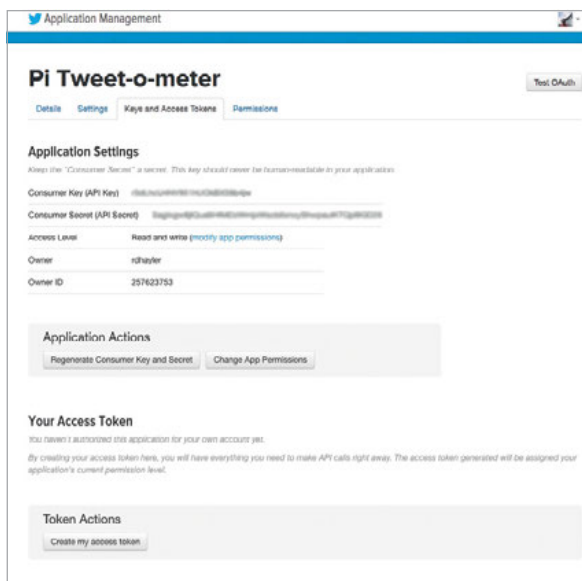 Application Management
Pi Tweet-o-meter
Test OAuth
Details Settings Keys and Access Tokens Permissions
Application Settings
Keep the "Consumer Secret" a secret. This key should never be human-readable in your application.
Consumer Key (API Key)
Consumer Secret (API Secret)
Access Level Read and write (modify app permissions)
Owner rdhayler
Owner ID 257623753
Application Actions
Regenerate Consumer Key and Secret Change App Permissions
Your Access Token
You haven't authorized this application for your own account yet.
By creating your access token here, you will have everything you need to make API calls right away. The access token generated will be assigned your
application's current permission level.
Token Actions
Create my access token